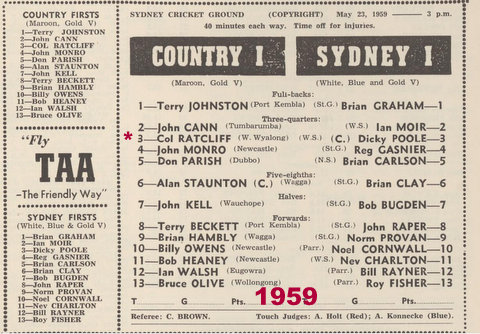 COUNTRY FIRSTS
(Maroon, Gold V)
1—Terry JOHNSTON
2—John CANN
3—COL RATCLIFF
4—John MONRO
5—Don PARISH
6—Alan STAUNTON
7—John KELL
8—Terry BECKETT
9—Brian HAMBLY
10—Billy OWENS
11—Bob HEANEY
12—Ian WALSH
13—Bruce OLIVE
"Fly
TAA
–The Friendly Way"
SYDNEY FIRSTS
(White, Blue & Gold V)
1—Brian GRAHAM
2—Ian MOIR
3—Dicky POOLE
4—Reg GASNIER
5—Brian CARLSON
6—Brian CLAY
7—Bob BUGDEN
8—John RAPER
9—Norm PROVAN
10—Noel CORNWALL
11—Nev CHARLTON
12—Bill RAYNER
13—Roy FISHER
SYDNEY CRICKET GROUND (COPYRIGHT) May 23, 1959 — 3 p.m.
40 minutes each way. Time off for injuries.
COUNTRY I SYDNEY I
(Maroon, Gold V) (White, Blue and Gold V)
Full-backs:
1—Terry JOHNSTON (Port Kembla) (St.G.) Brian GRAHAM—1
Three-quarters:
2—John CANN (Tumbarumba) (W.S.) Ian MOIR—2
* 3—Col RATCLIFF (W. Wyalong) (W.S.) (C.) Dicky POOLE—3
4—John MONRO (Newcastle) (St.G.) Reg GASNIER—4
5—Don PARISH (Dubbo) (N.S.) Brian CARLSON—5
Five-eighths:
6—Alan STAUNTON (C.) (Wagga) (St.G.) Brian CLAY—6
Halves:
7—John KELL (Wauchope) (St.G.) Bob BUGDEN—7
Forwards:
8—Terry BECKETT (Port Kembla) (St.G.) John RAPER—8
9—Brian HAMBLY (Wagga) (St.G.) Norm PROVAN—9
10—Billy OWENS (Newcastle) (Parr.) Noel CORNWALL—10
11—Bob HEANEY (Newcastle) (W.S.) Nev CHARLTON—11
12—Ian WALSH (Eugowra) (Parr.) Bill RAYNER—12
13—Bruce OLIVE (Wollongong) (Parr.) Roy FISHER—13
T G Pts. 1959 G Pts.
Referee: C. BROWN. Touch Judges: A. Holt (Red); A. Konnecke (Blue).